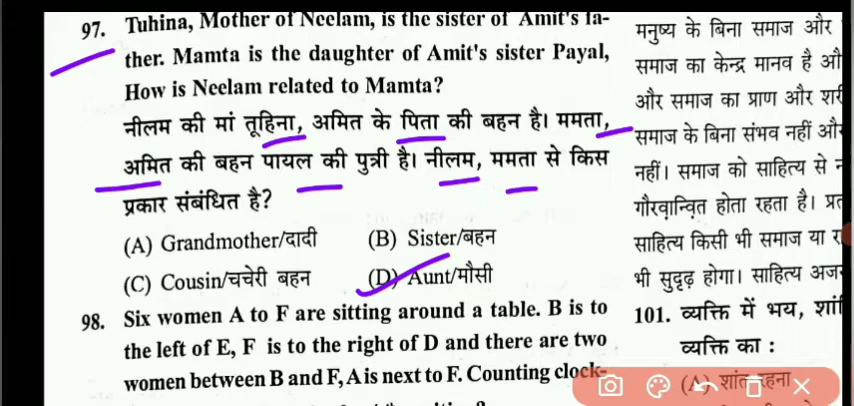 97. Tuhina, Mother of Neelam, is the sister of Amit's fa-
ther. Mamta is the daughter of Amit's sister Payal,
How is Neelam related to Mamta?
नीलम की मां तूहिना, अमित के पिता की बहन है। ममता,
अमित की बहन पायल की पुत्री है। नीलम, ममता से किस
प्रकार संबंधित है?
(A) Grandmother/दादी (B) Sister/बहन
(C) Cousin/चचेरी बहन (D) Aunt/मौसी
98. Six women A to F are sitting around a table. B is to
the left of E, F is to the right of D and there are two
women between B and F, A is next to F. Counting clock-
मनुष्य के बिना समाज और
समाज का केन्द्र मानव है
और समाज का प्राण और
समाज के बिना संभव नहीं
नहीं। समाज को साहित्य से
गौरवान्वित होता रहता है।
साहित्य किसी भी समाज या
भी सुदृढ़ होगा। साहित्य
101. व्यक्ति में भय,
व्यक्ति का :
(A) शांत रहना